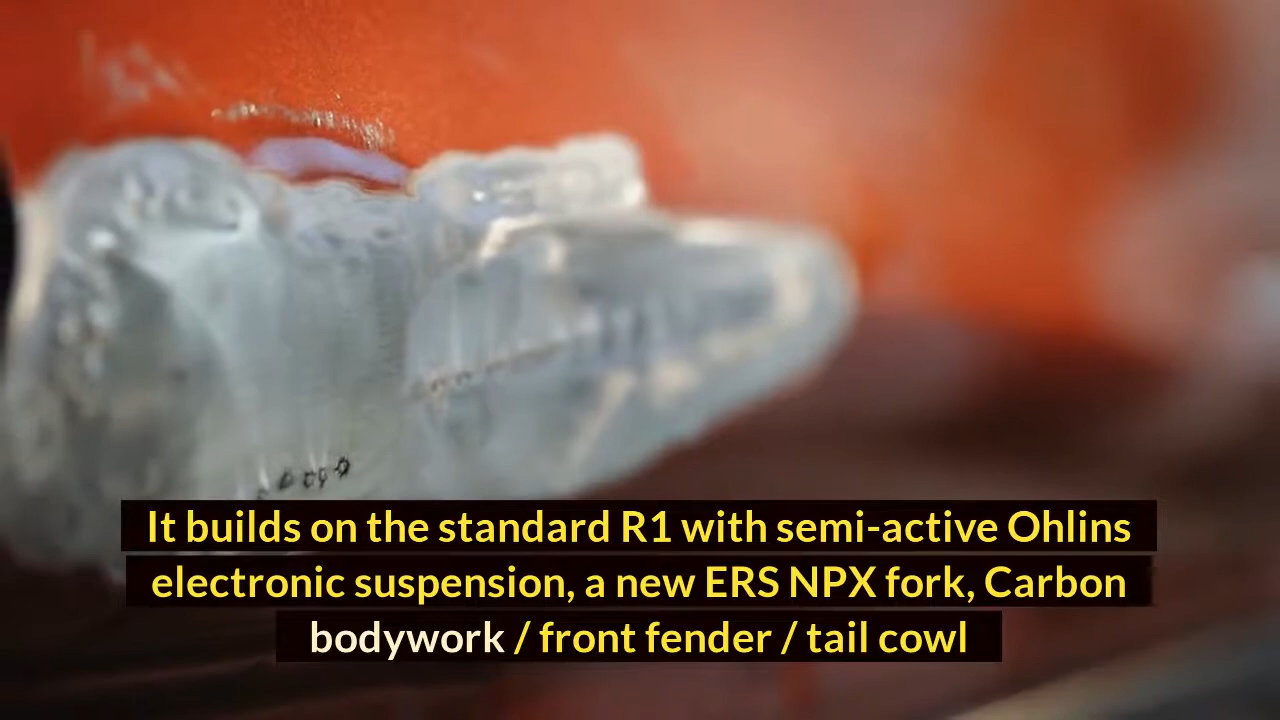 It builds on the standard R1 with semi-active Ohlins
electronic suspension, a new ERS NPX fork, Carbon
bodywork / front fender / tail cowl